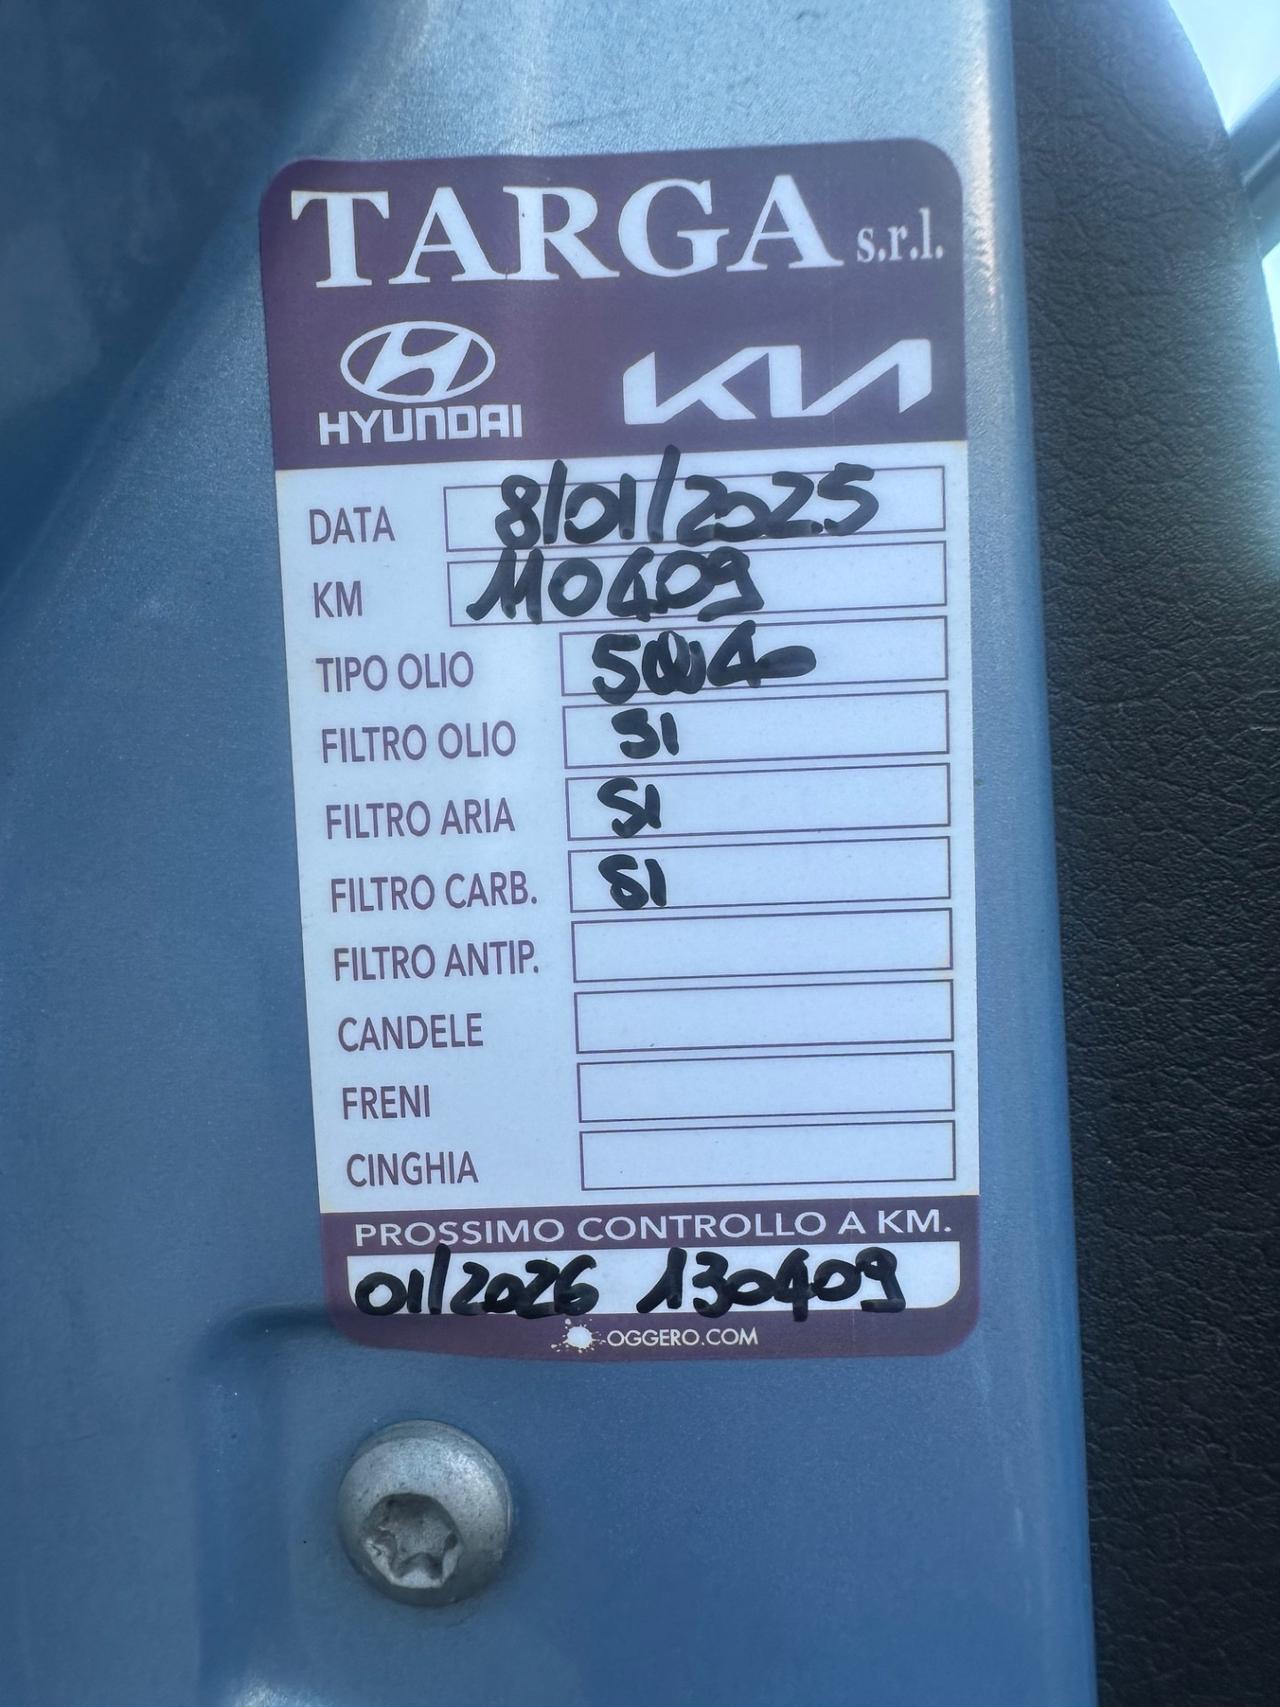 TARGA s.r.l.
HYUNDAI KIA
DATA 8/01/2025
KM 110409
TIPO OLIO
FILTRO OLIO SI
FILTRO ARIA SI
FILTRO CARB. SI
FILTRO ANTIP.
CANDELE
FRENI
CINGHIA
PROSSIMO CONTROLLO A KM.
01/2026 130409
OGGERO.COM